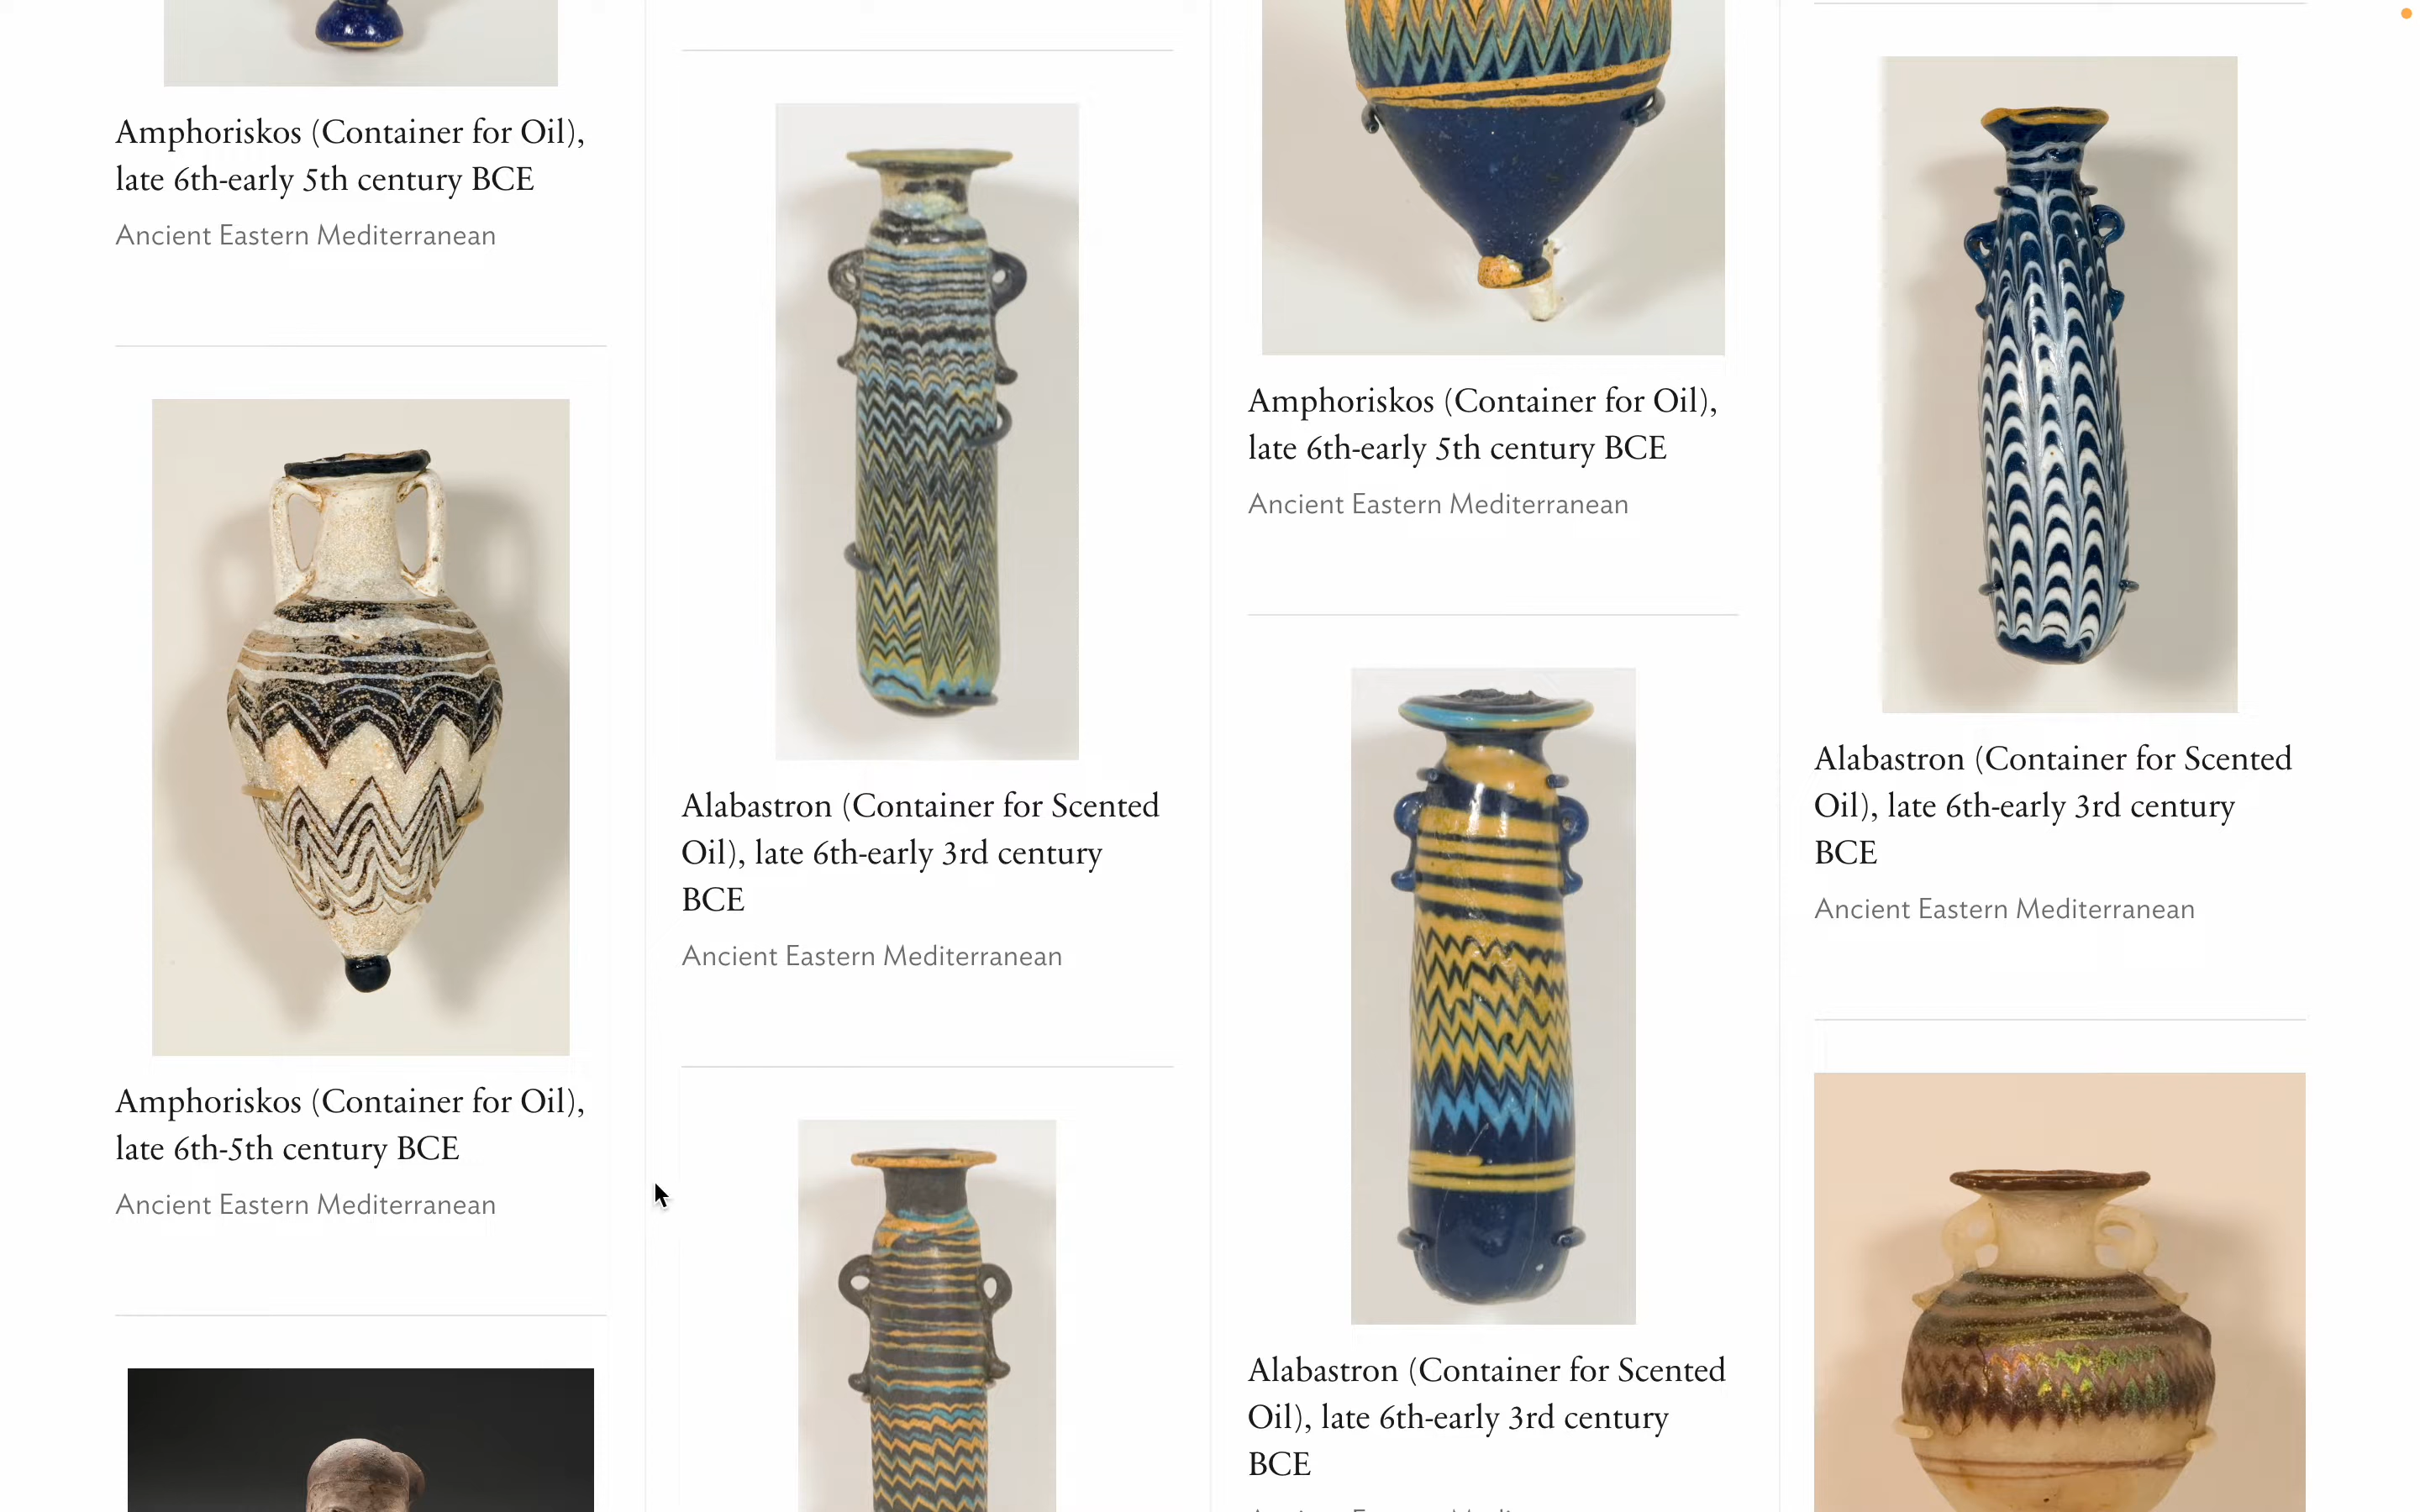 Amphoriskos (Container for Oil),
late 6th-early 5th century BCE
Ancient Eastern Mediterranean
Amphoriskos (Container for Oil),
late 6th-5th century BCE
Ancient Eastern Mediterranean
Alabastron (Container for Scented
Oil), late 6th-early 3rd century
BCE
Ancient Eastern Mediterranean
Amphoriskos (Container for Oil),
late 6th-early 5th century BCE
Ancient Eastern Mediterranean
Alabastron (Container for Scented
Oil), late 6th-early 3rd century
BCE
Alabastron (Container for Scented
Oil), late 6th-early 3rd century
BCE
Ancient Eastern Mediterranean